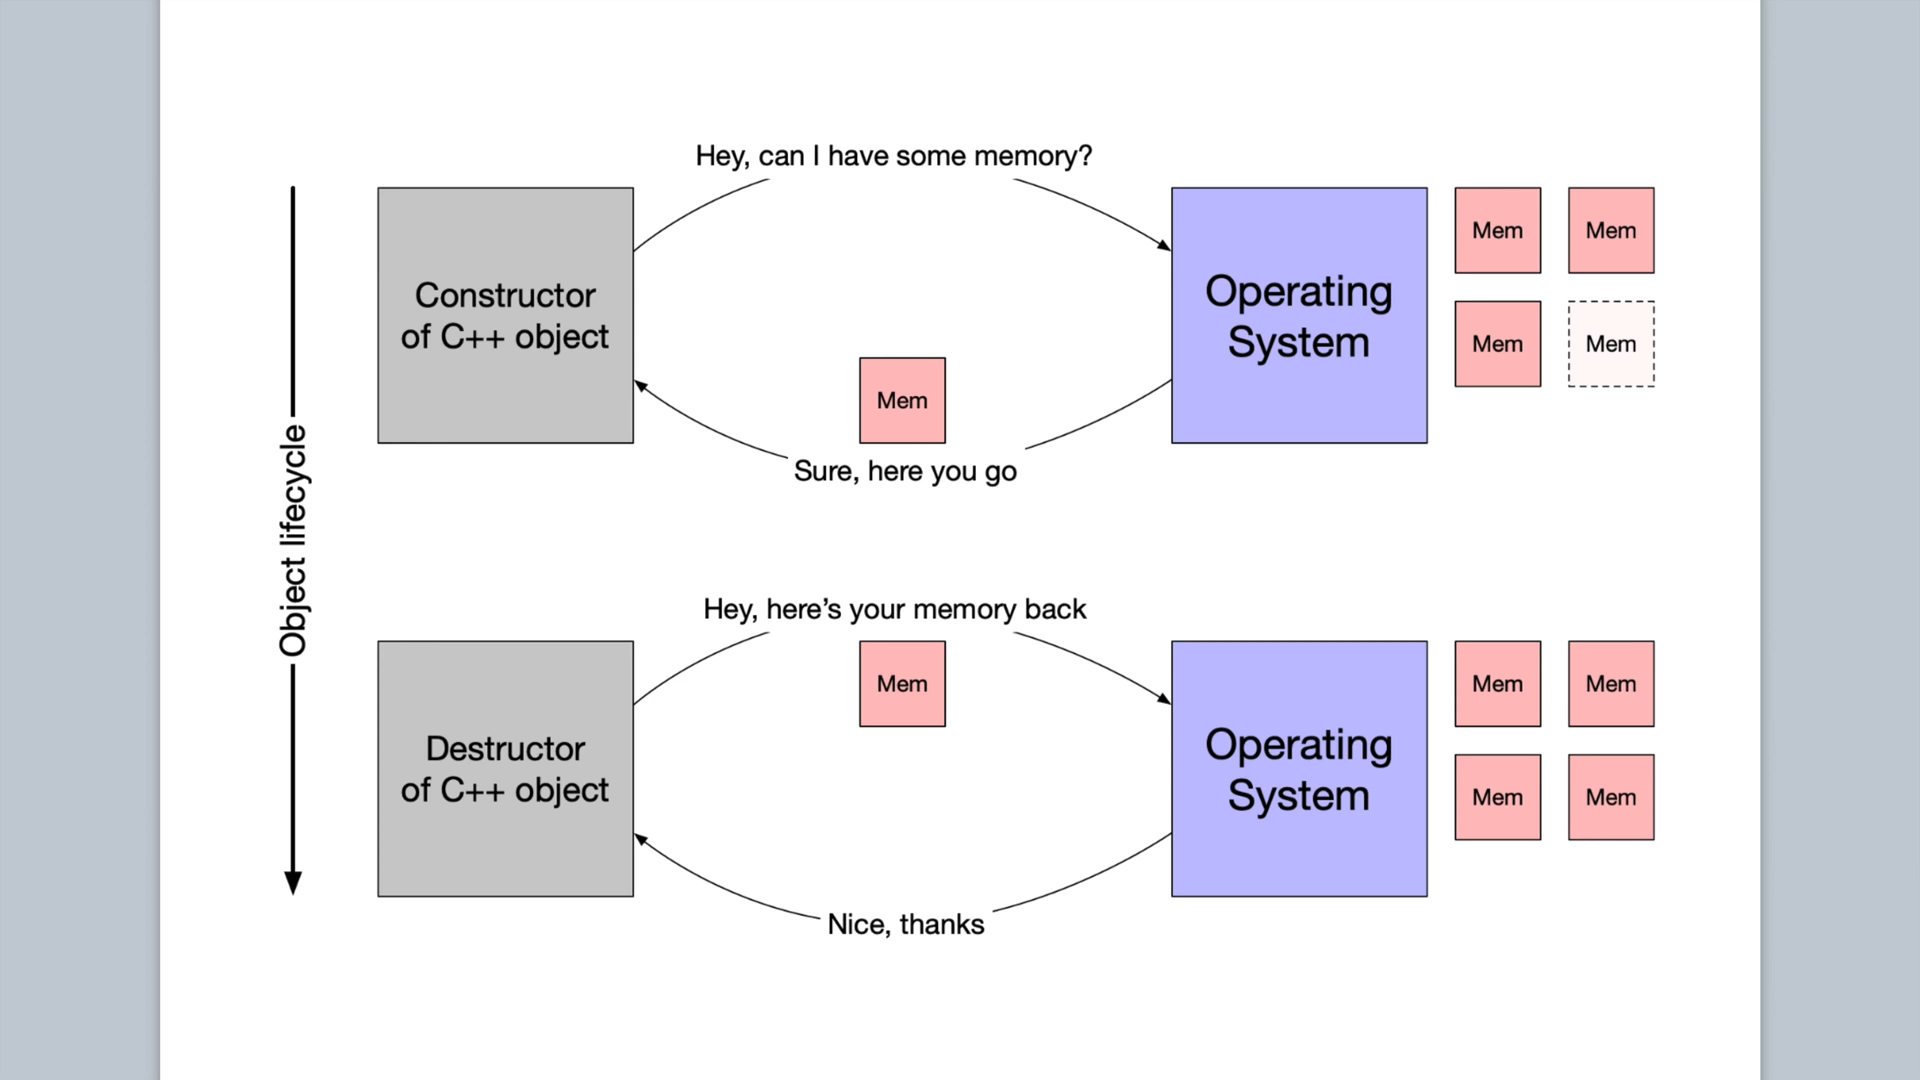 Hey, can I have some memory?
Constructor
of C++ object
Operating
System
Mem
Mem
Mem
Mem
Mem
Sure, here you go
Object lifecycle
Hey, here’s your memory back
Mem
Destructor
of C++ object
Operating
System
Mem
Mem
Mem
Mem
Nice, thanks